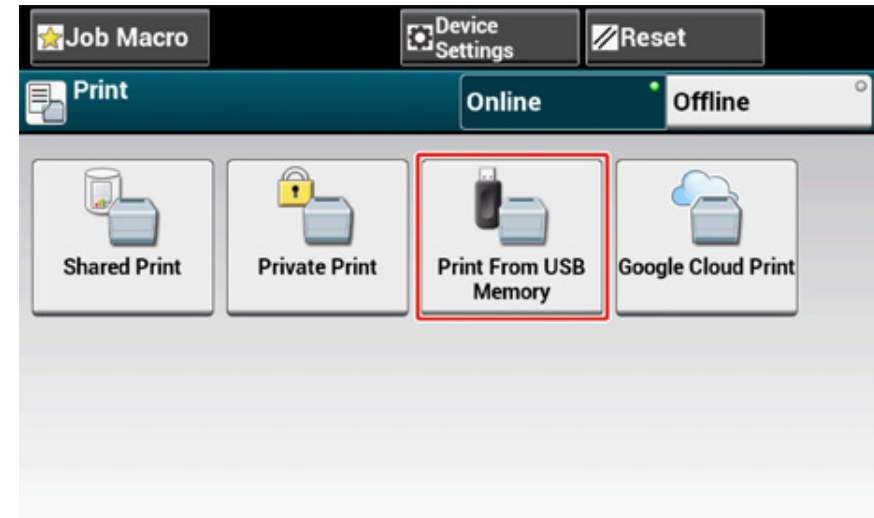 Job Macro
Device
Settings
Reset
Print
Online
Offline
Shared Print
Private Print
Print From USB
Memory
Google Cloud Print